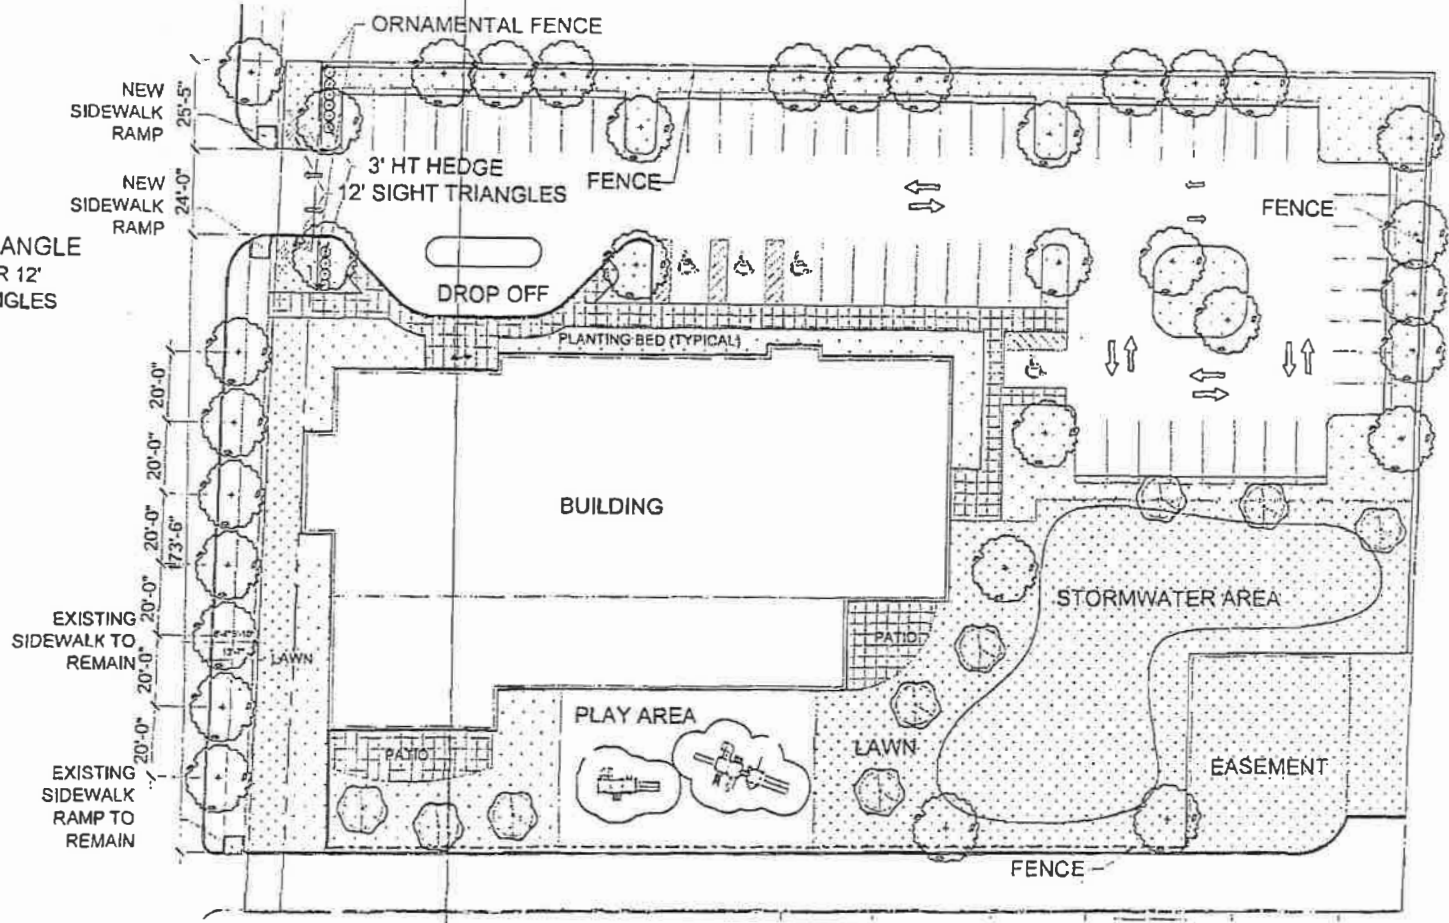 ORNAMENTAL FENCE
NEW
SIDEWALK
RAMP
25'-5"
3' HT HEDGE
12' SIGHT TRIANGLES
FENCE
NEW
SIDEWALK
RAMP
24'-0"
FENCE
ANGLE
R 12'
NGLES
DROP OFF
PLANTING BED (TYPICAL)
20'-0"
20'-0"
BUILDING
20'-0"
173'-6"
20'-0"
STORMWATER AREA
EXISTING
SIDEWALK TO
REMAIN
PATIO
LAWN
20'-0"
PLAY AREA
20'-0"
LAWN
PATIO
EASEMENT
EXISTING
SIDEWALK
RAMP TO
REMAIN
FENCE